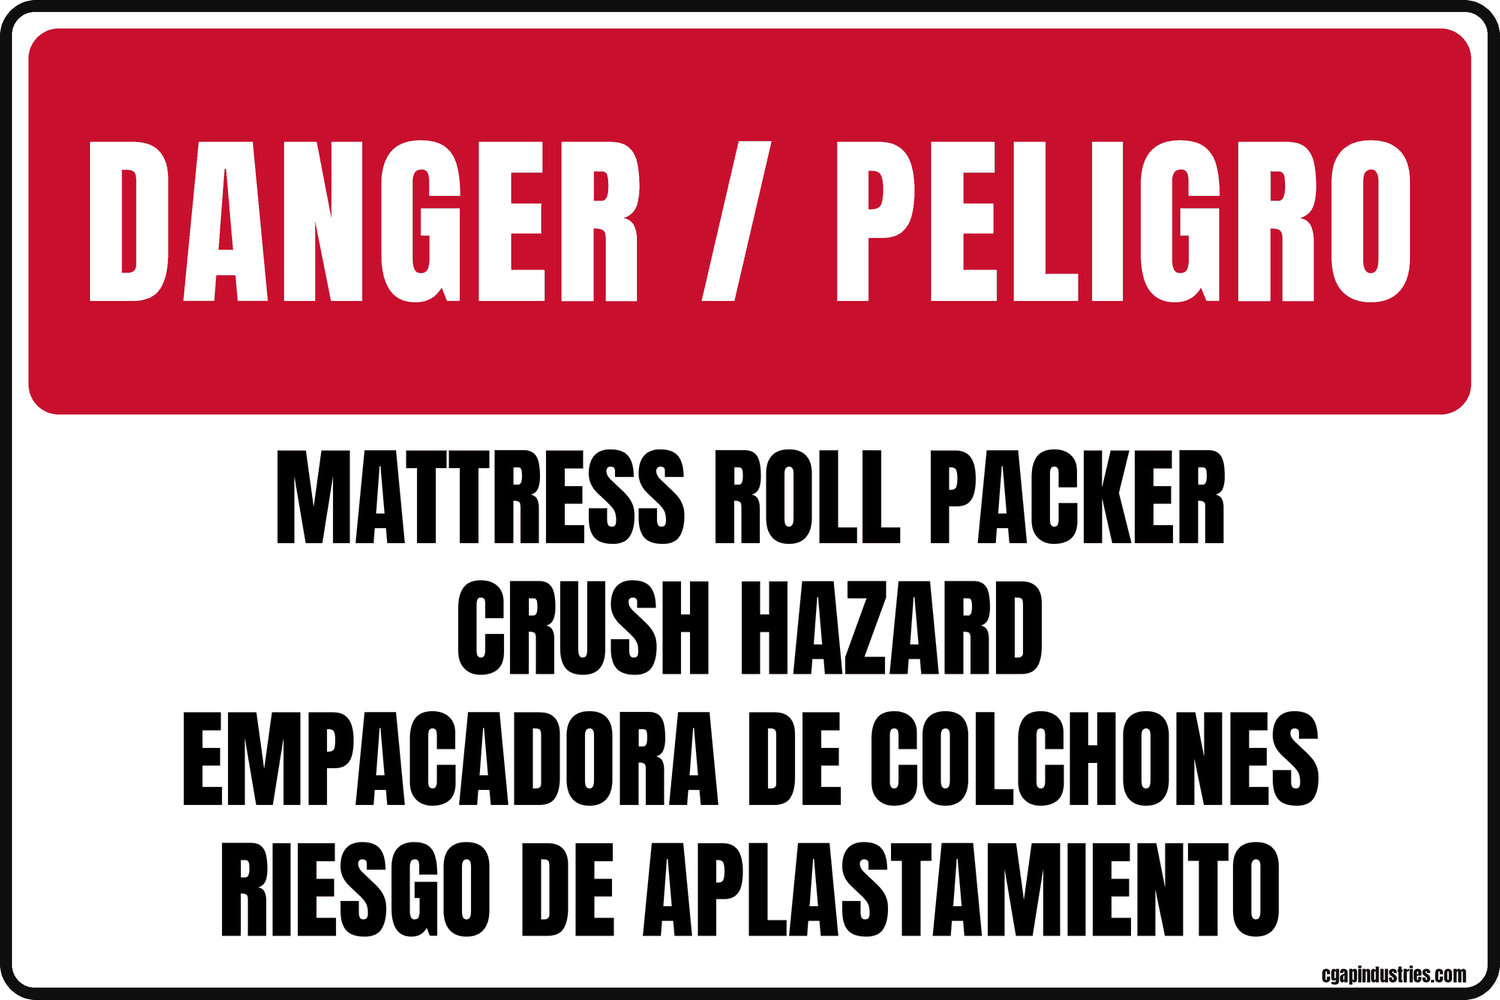 DANGER / PELIGRO
MATTRESS ROLL PACKER
CRUSH HAZARD
EMPACADORA DE COLCHONES
RIESGO DE APLASTAMIENTO
cgapindustries.com